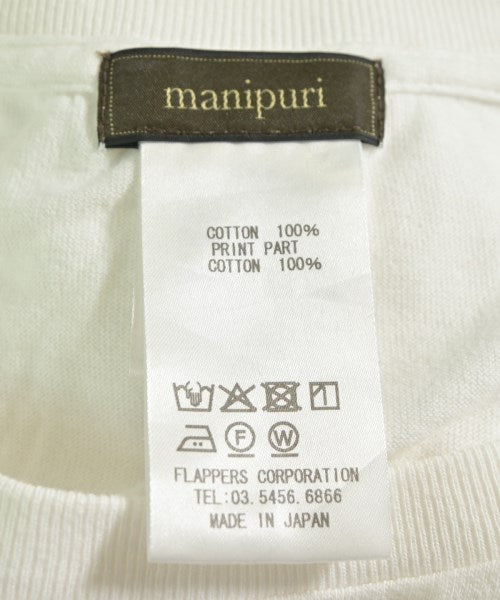 manipuri
COTTON 100%
PRINT PART
COTTON 100%
F W
FLAPPERS CORPORATION
TEL:03.5456.6866
MADE IN JAPAN